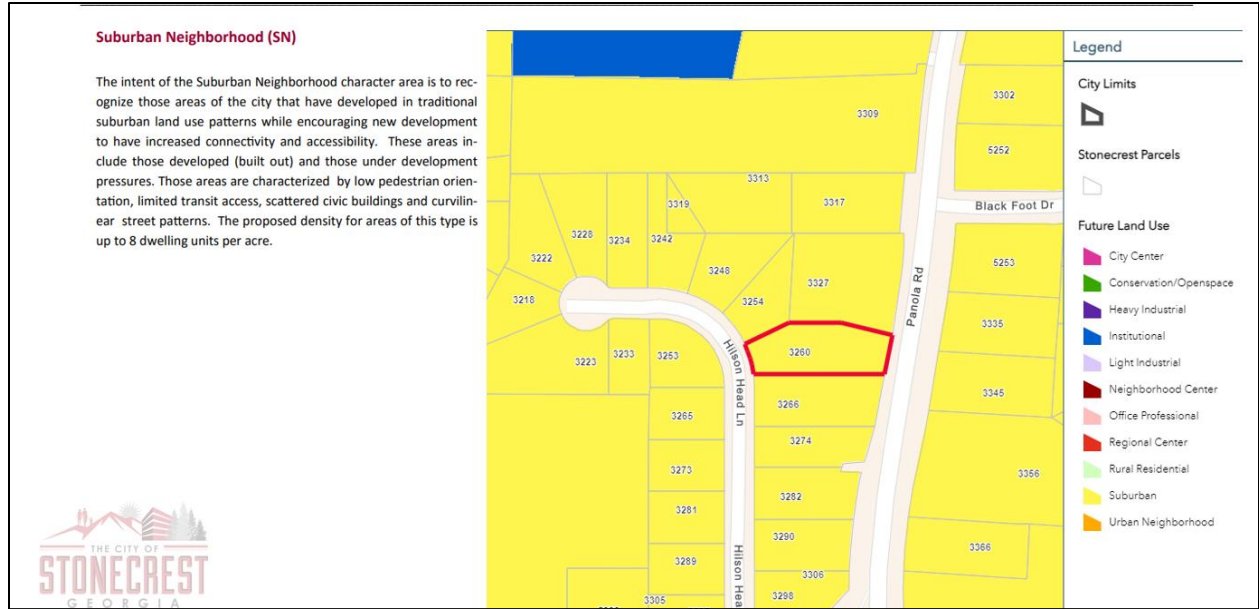 Suburban Neighborhood (SN)
The intent of the Suburban Neighborhood character area is to rec-
ognize those areas of the city that have developed in traditional
suburban land use patterns while encouraging new development
to have increased connectivity and accessibility. These areas in-
clude those developed (built out) and those under development
pressures. Those areas are characterized by low pedestrian orien-
tation, limited transit access, scattered civic buildings and curvilin-
ear street patterns. The proposed density for areas of this type is
up to 8 dwelling units per acre.
THE CITY OF
STONECREST
GEORGIA
3302
3309
5252
3313
3319
3317
Black Foot Dr
3228
3234
3242
3222
3248
5253
3327
3218
3254
Panola Rd
3335
3260
3223
3233
3253
Hilson Head Ln
3345
3266
3265
3274
3273
3356
3282
3281
3290
3366
3289
Hilson Hea
3306
3298
3305
Legend
City Limits
Stonecrest Parcels
Future Land Use
City Center
Conservation/Openspace
Heavy Industrial
Institutional
Light Industrial
Neighborhood Center
Office Professional
Regional Center
Rural Residential
Suburban
Urban Neighborhood